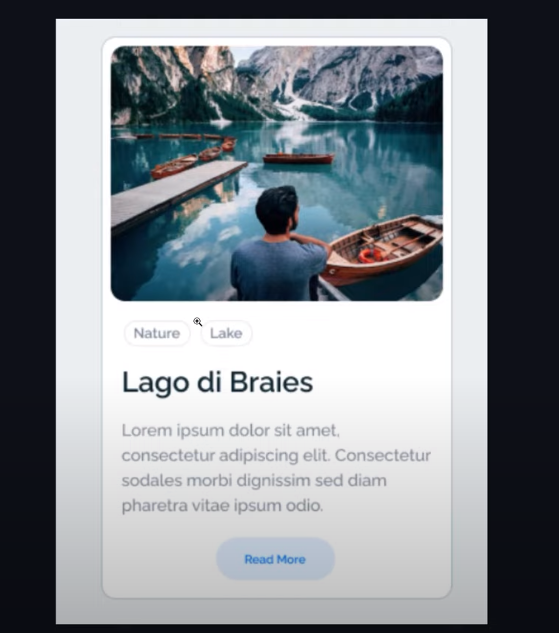 Nature
Lake
Lago di Braies
Lorem ipsum dolor sit amet,
consectetur adipiscing elit. Consectetur
sodales morbi dignissim sed diam
pharetra vitae ipsum odio.
Read More